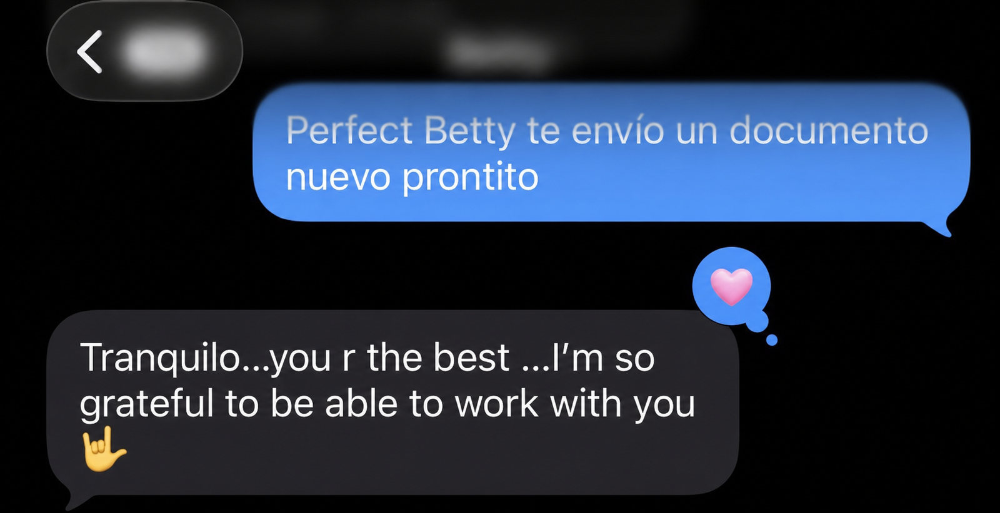 Perfect Betty te envío un documento
nuevo prontito
Tranquilo...you r the best ...I'm so
grateful to be able to work with you
🤟